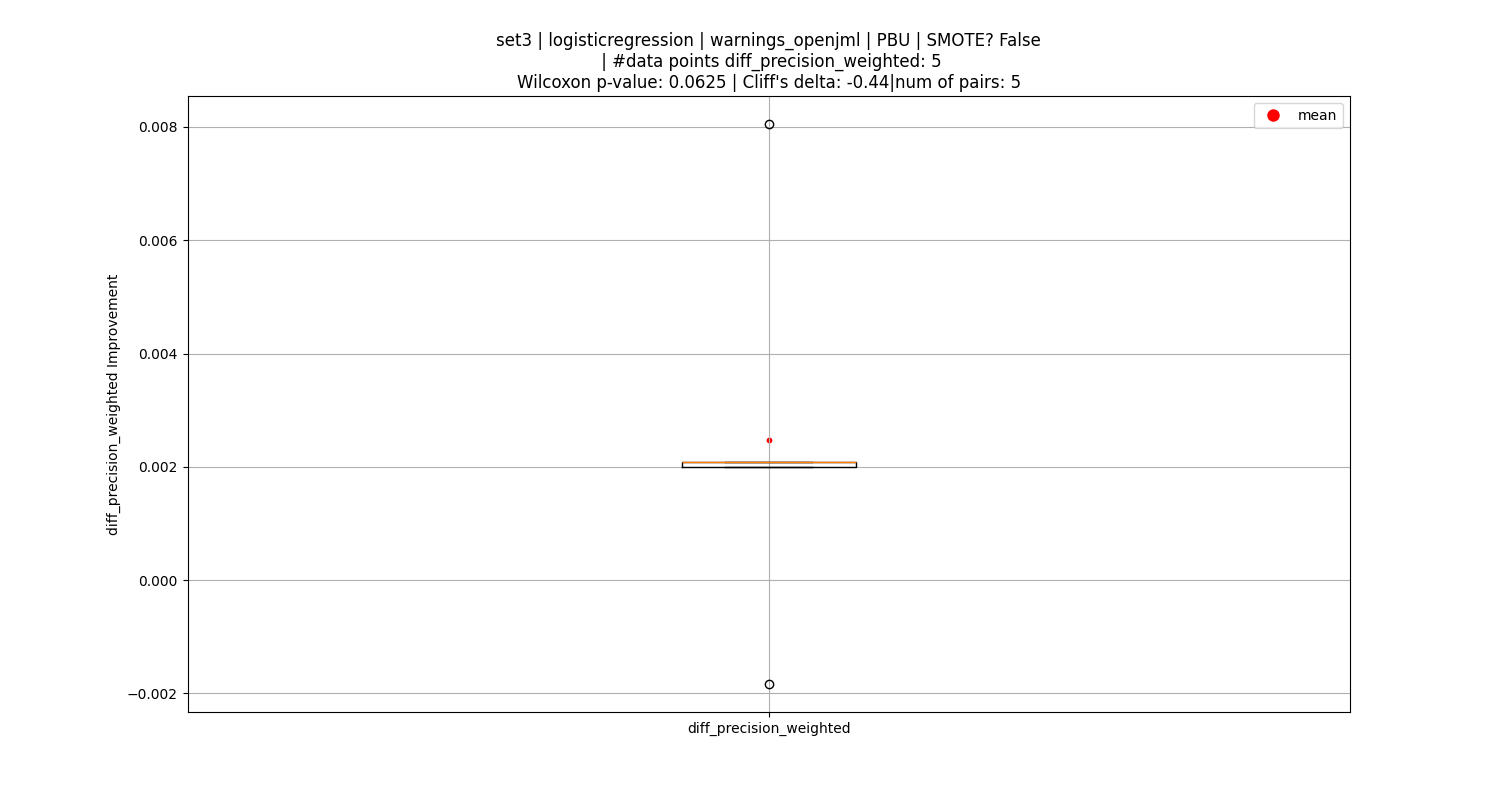 set3 | logisticregression | warnings_openjml | PBU | SMOTE? False
| #data points diff_precision_weighted: 5
Wilcoxon p-value: 0.0625 | Cliff's delta: -0.44|num of pairs: 5
mean
0.008
0.006
0.004
0.002
0.000
−0.002
diff_precision_weighted Improvement
diff_precision_weighted